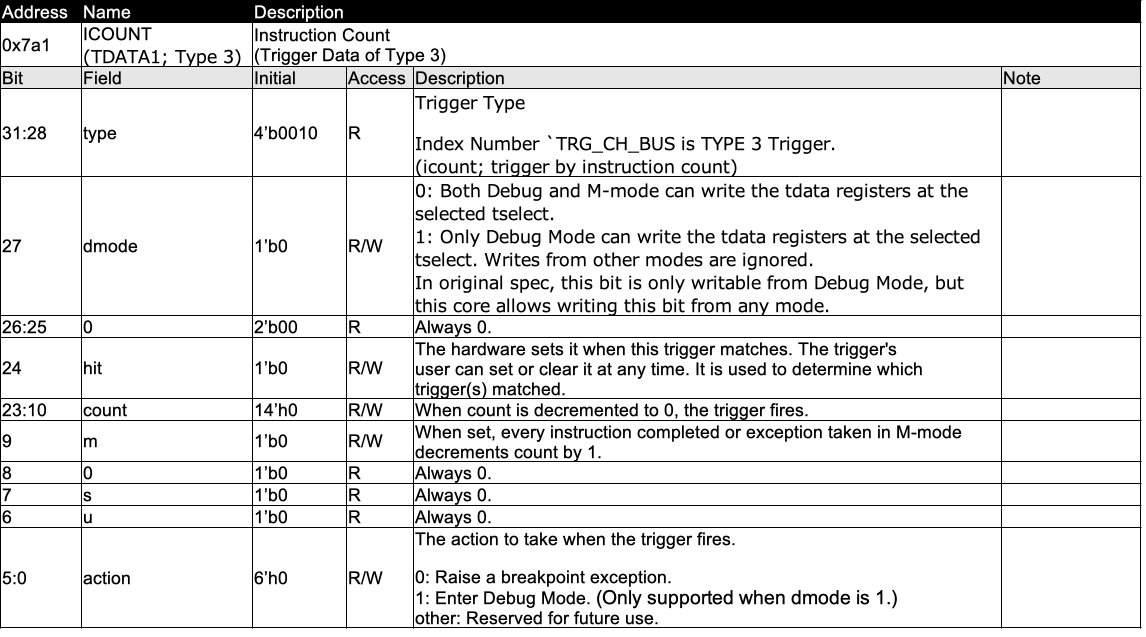 Address Name Description
0x7a1 ICOUNT Instruction Count
(TDATA1; Type 3) (Trigger Data of Type 3)
Bit Field Initial Access Description Note
31:28 type 4’b0010 R Trigger Type
Index Number `TRG_CH_BUS is TYPE 3 Trigger.
(icount; trigger by instruction count)
27 dmode 1’b0 R/W 0: Both Debug and M-mode can write the tdata registers at the
selected tselect.
1: Only Debug Mode can write the tdata registers at the selected
tselect. Writes from other modes are ignored.
In original spec, this bit is only writable from Debug Mode, but
this core allows writing this bit from any mode.
26:25 0 2’b00 R Always 0.
24 hit 1’b0 R/W The hardware sets it when this trigger matches. The trigger's
user can set or clear it at any time. It is used to determine which
trigger(s) matched.
23:10 count 14’h0 R/W When count is decremented to 0, the trigger fires.
9 m 1’b0 R/W When set, every instruction completed or exception taken in M-mode
decrements count by 1.
8 0 1’b0 R Always 0.
7 s 1’b0 R Always 0.
6 u 1’b0 R Always 0.
5:0 action 6’h0 R/W The action to take when the trigger fires.
0: Raise a breakpoint exception.
1: Enter Debug Mode. (Only supported when dmode is 1.)
other: Reserved for future use.